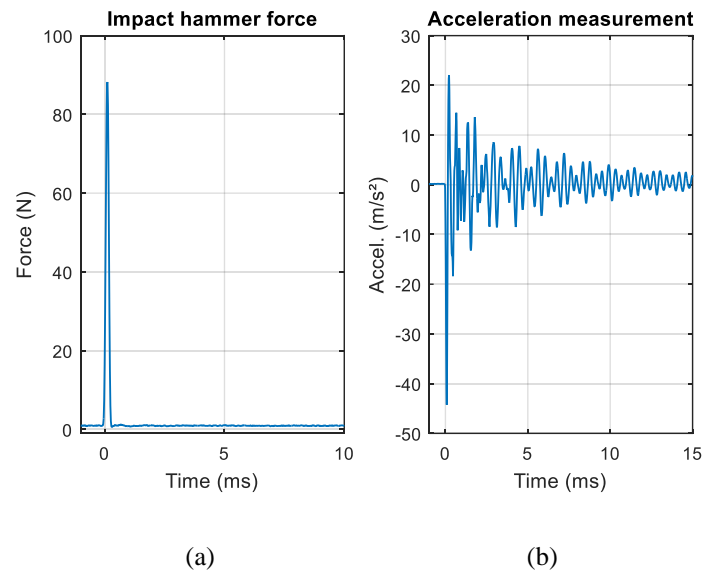 Impact hammer force
100
80
60
40
20
0
Force (N)
0
5
10
Time (ms)
(a)
Acceleration measurement
30
20
10
0
-10
-20
-30
-40
-50
Accel. (m/s²)
0
5
10
15
Time (ms)
(b)